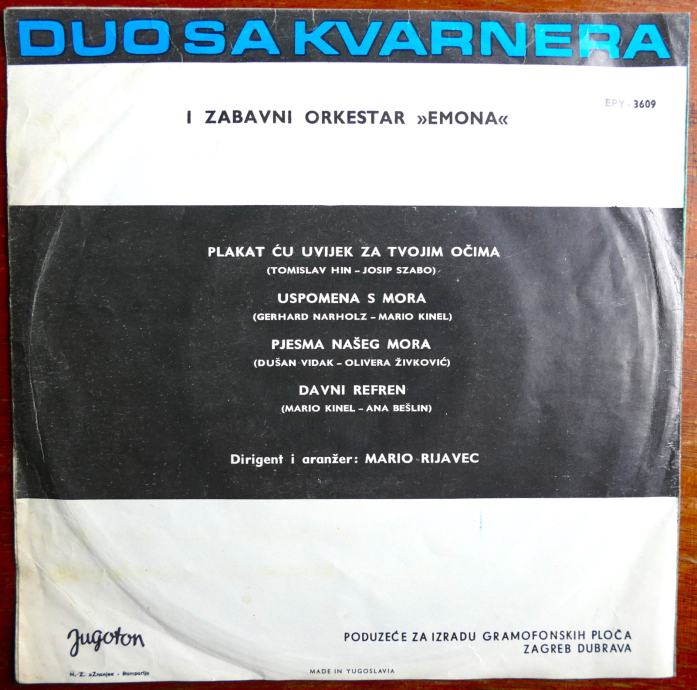 DUO SA KVARNERA
EPY - 3609
I ZABAVNI ORKESTAR »EMONA«
PLAKAT ĆU UVIJEK ZA TVOJIM OČIMA
(TOMISLAV HIN – JOSIP SZABO)
USPOMENA S MORA
(GERHARD NARHOLZ – MARIO KINEL)
PJESMA NAŠEG MORA
(DUŠAN VIDAK – OLIVERA ŽIVKOVIĆ)
DAVNI REFREN
(MARIO KINEL – ANA BEŠLIN)
Dirigent i aranžer: MARIO RIJAVEC
Jugoton
PODUZEĆE ZA IZRADU GRAMOFONSKIH PLOČA
ZAGREB DUBRAVA
N. Z. »Znanje« -
MADE IN YUGOSLAVIA